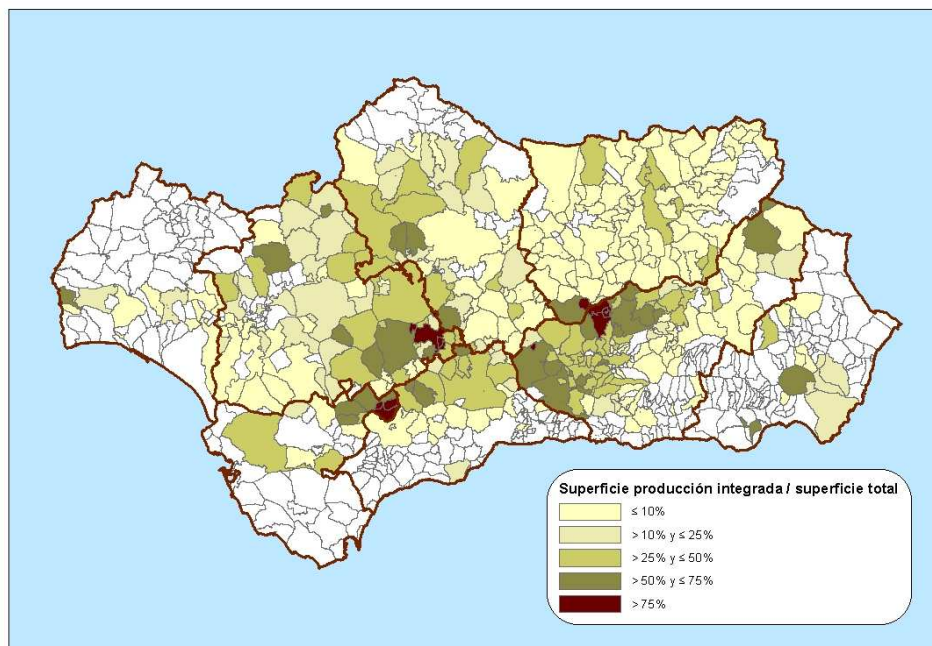 Superficie producción integrada / superficie total
≤ 10%
> 10% y ≤ 25%
> 25% y ≤ 50%
> 50% y ≤ 75%
> 75%